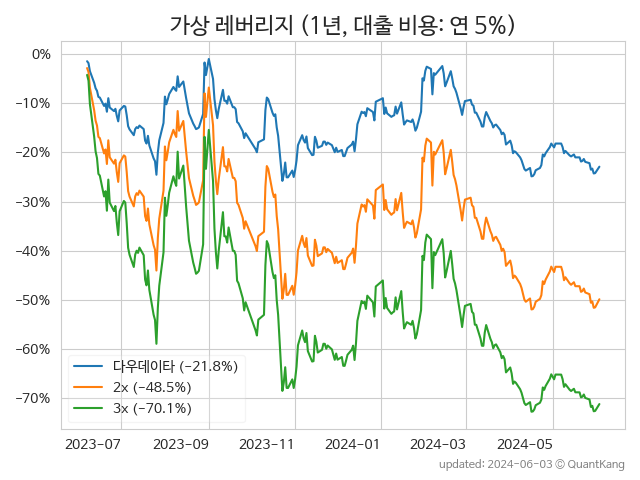 가상 레버리지 (1년, 대출 비용: 연 5%)
0%
−10%
−20%
−30%
−40%
−50%
−60%
−70%
다우데이타 (−21.8%)
2x (−48.5%)
3x (−70.1%)
2023-07
2023-09
2023-11
2024-01
2024-03
2024-05
updated: 2024-06-03 © QuantKang